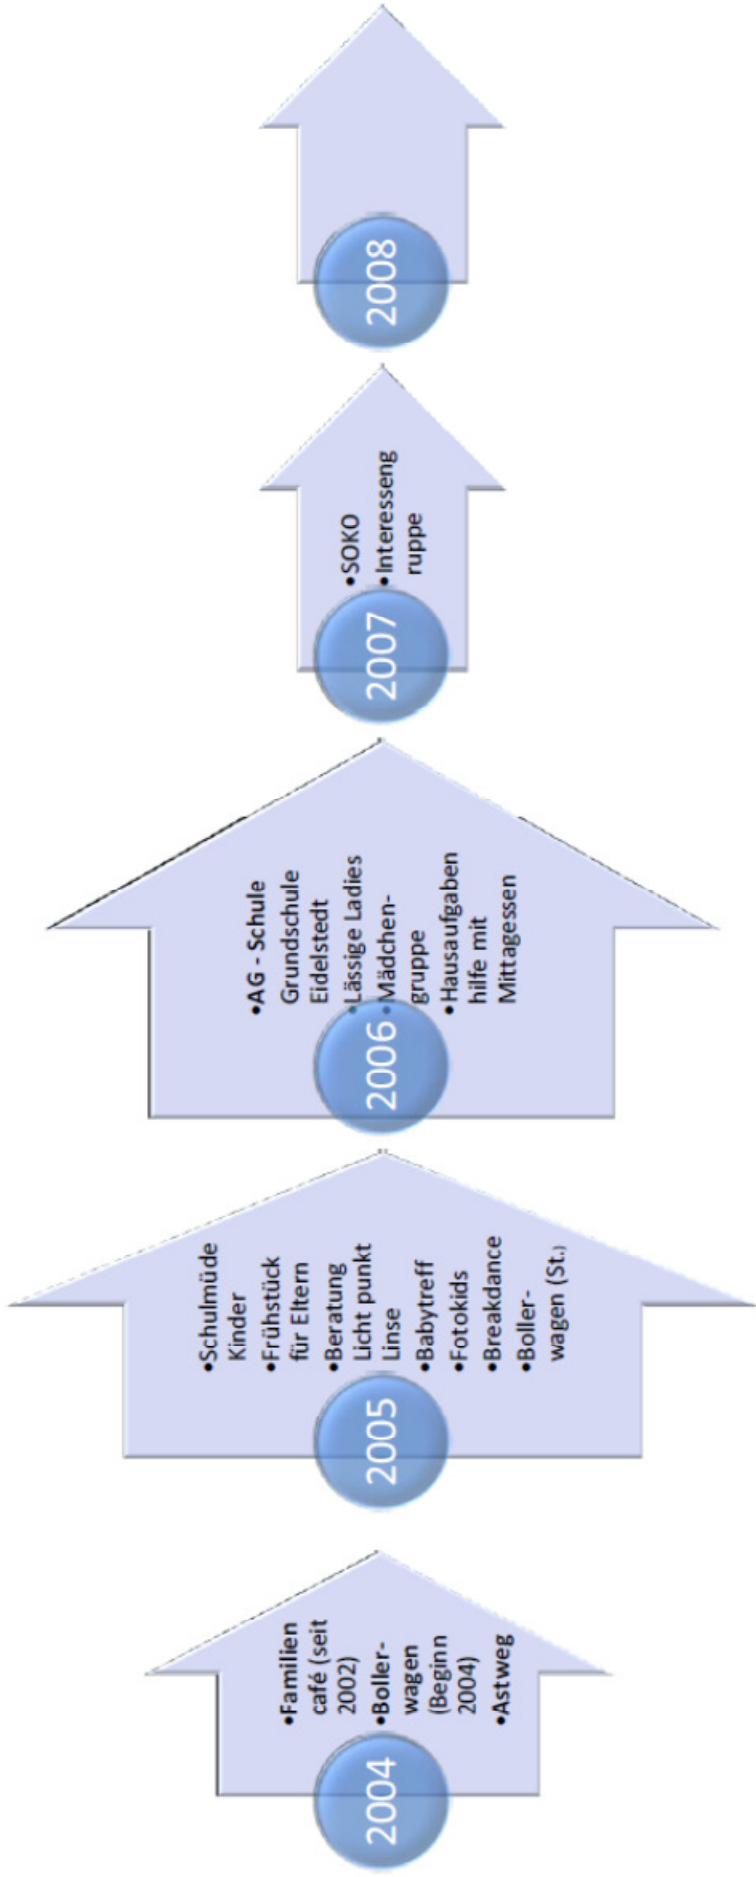 2004
•Familien
café (seit
2002)
•Boller-
wagen
(Beginn
2004)
•Astweg
2005
•Schulmüde
Kinder
•Frühstück
für Eltern
•Beratung
Licht punkt
Linse
•Babytreff
•Fotokids
•Breakdance
•Boller-
wagen (St.)
2006
•AG - Schule
Grundschule
Eidelstedt
•Lässige Ladies
•Mädchen-
gruppe
•Hausaufgaben
hilfe mit
Mittagessen
2007
•SOKO
•Interesseng
ruppe
2008